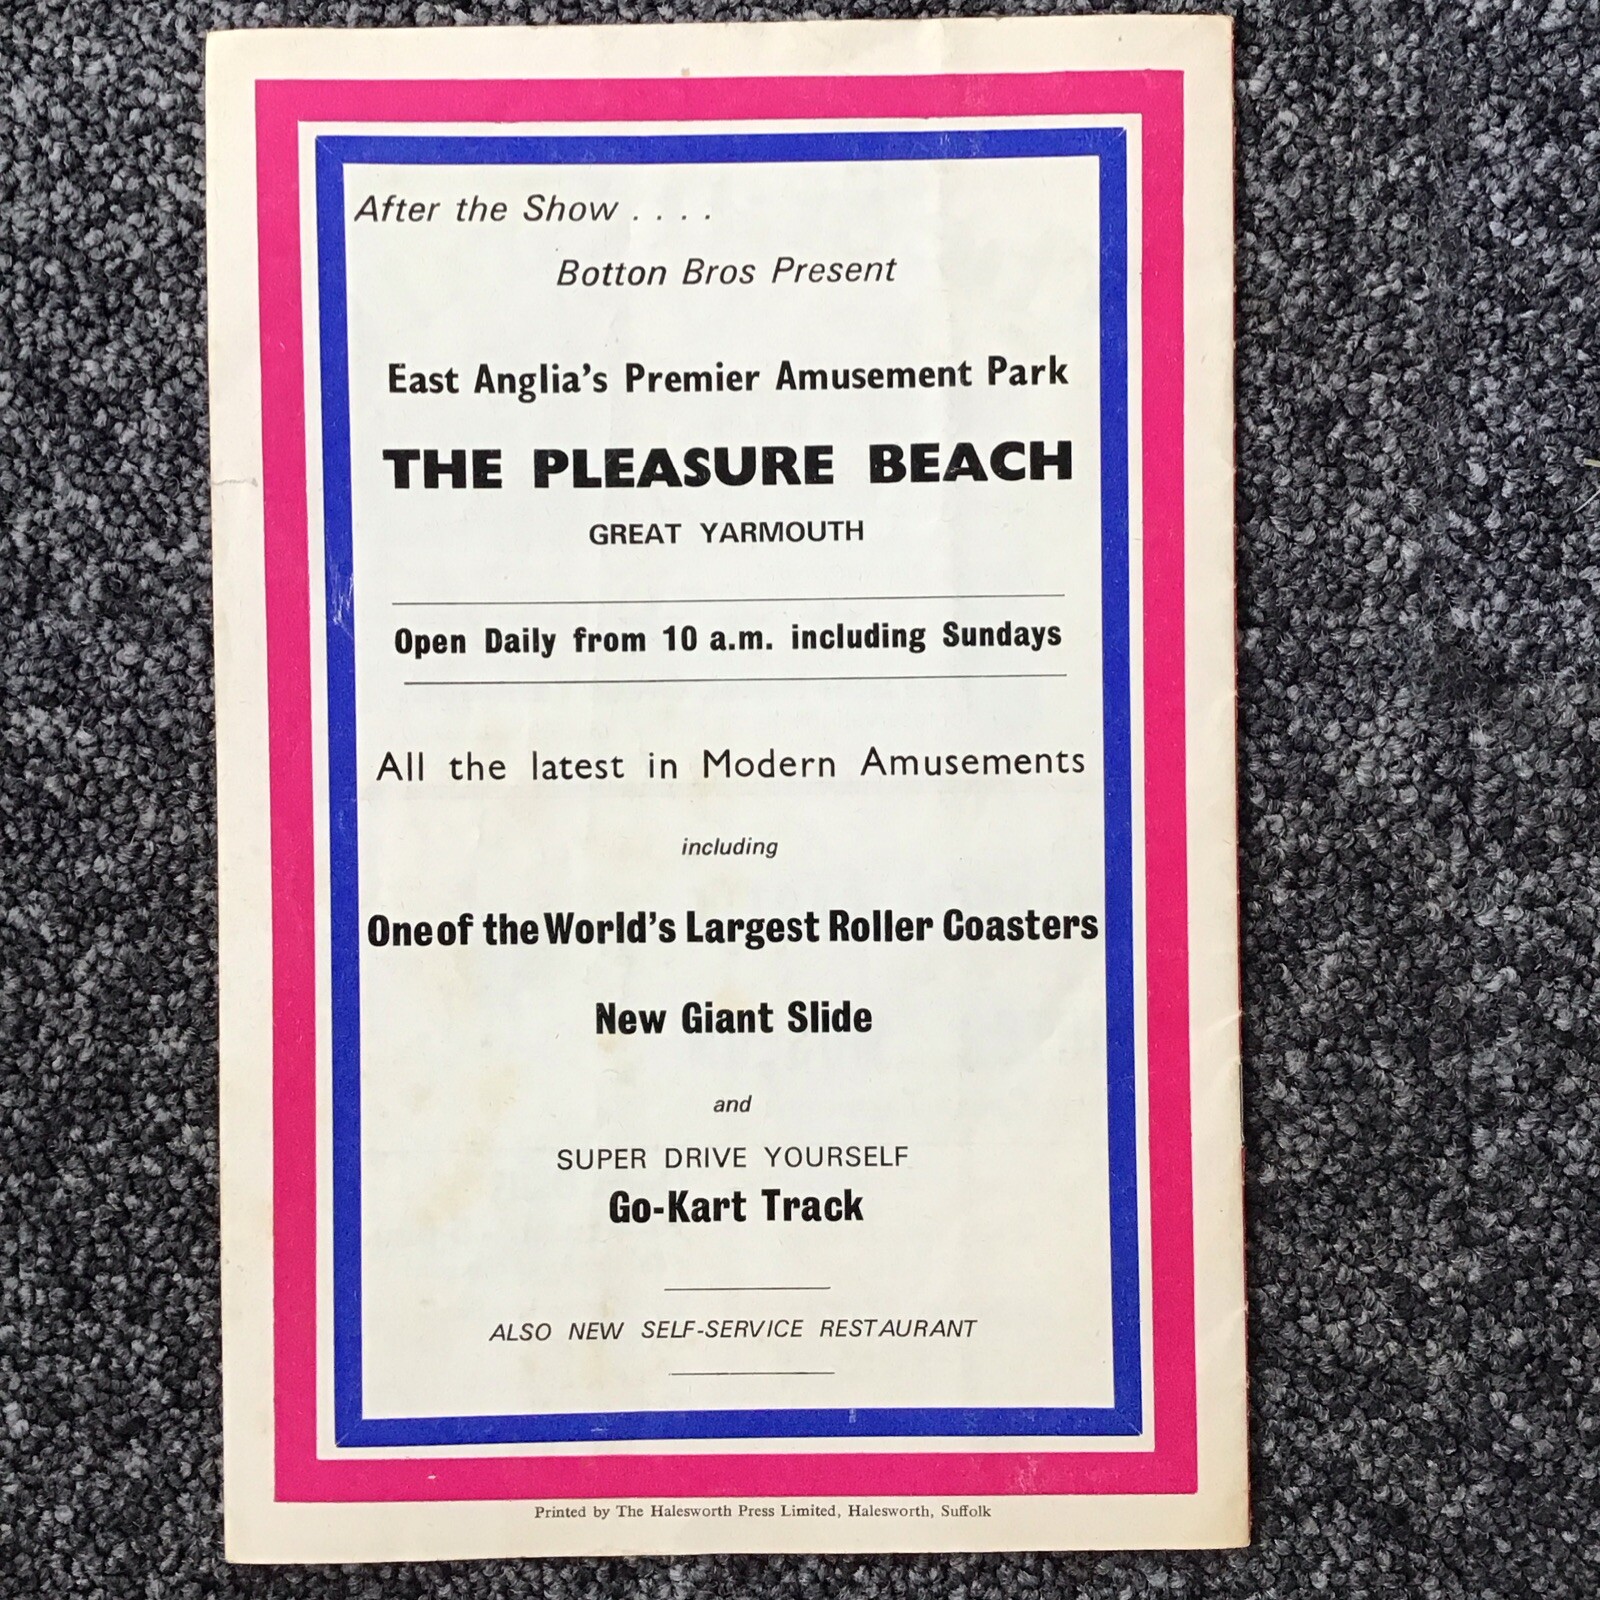 After the Show . . . .
Botton Bros Present
East Anglia's Premier Amusement Park
THE PLEASURE BEACH
GREAT YARMOUTH
Open Daily from 10 a.m. including Sundays
All the latest in Modern Amusements
including
One of the World's Largest Roller Coasters
New Giant Slide
and
SUPER DRIVE YOURSELF
Go-Kart Track
ALSO NEW SELF-SERVICE RESTAURANT
Printed by The Halesworth Press Limited, Halesworth, Suffolk